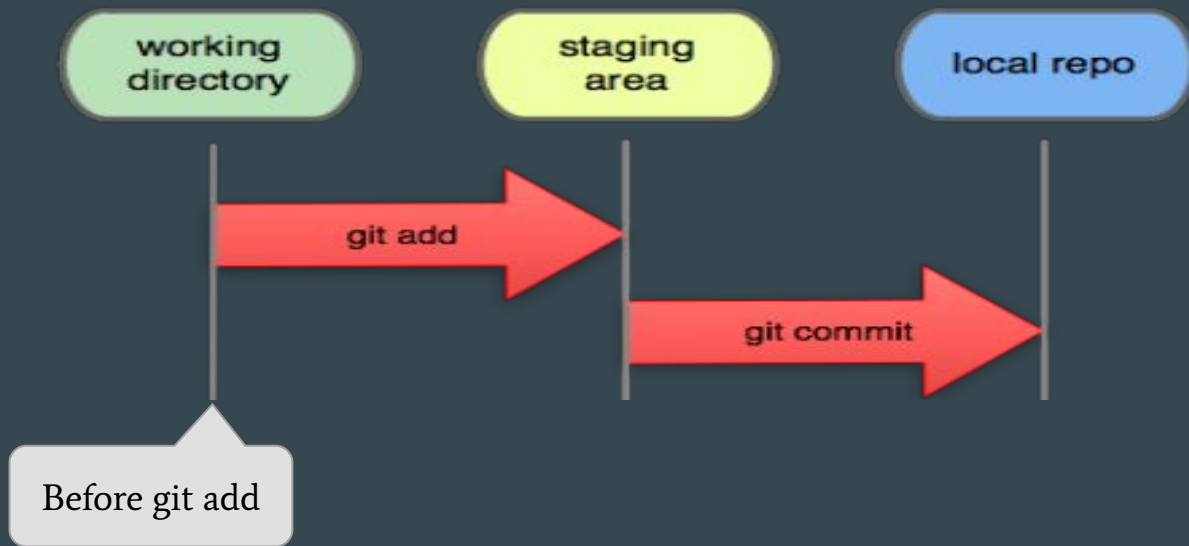 working
directory
staging
area
local repo
git add
git commit
Before git add